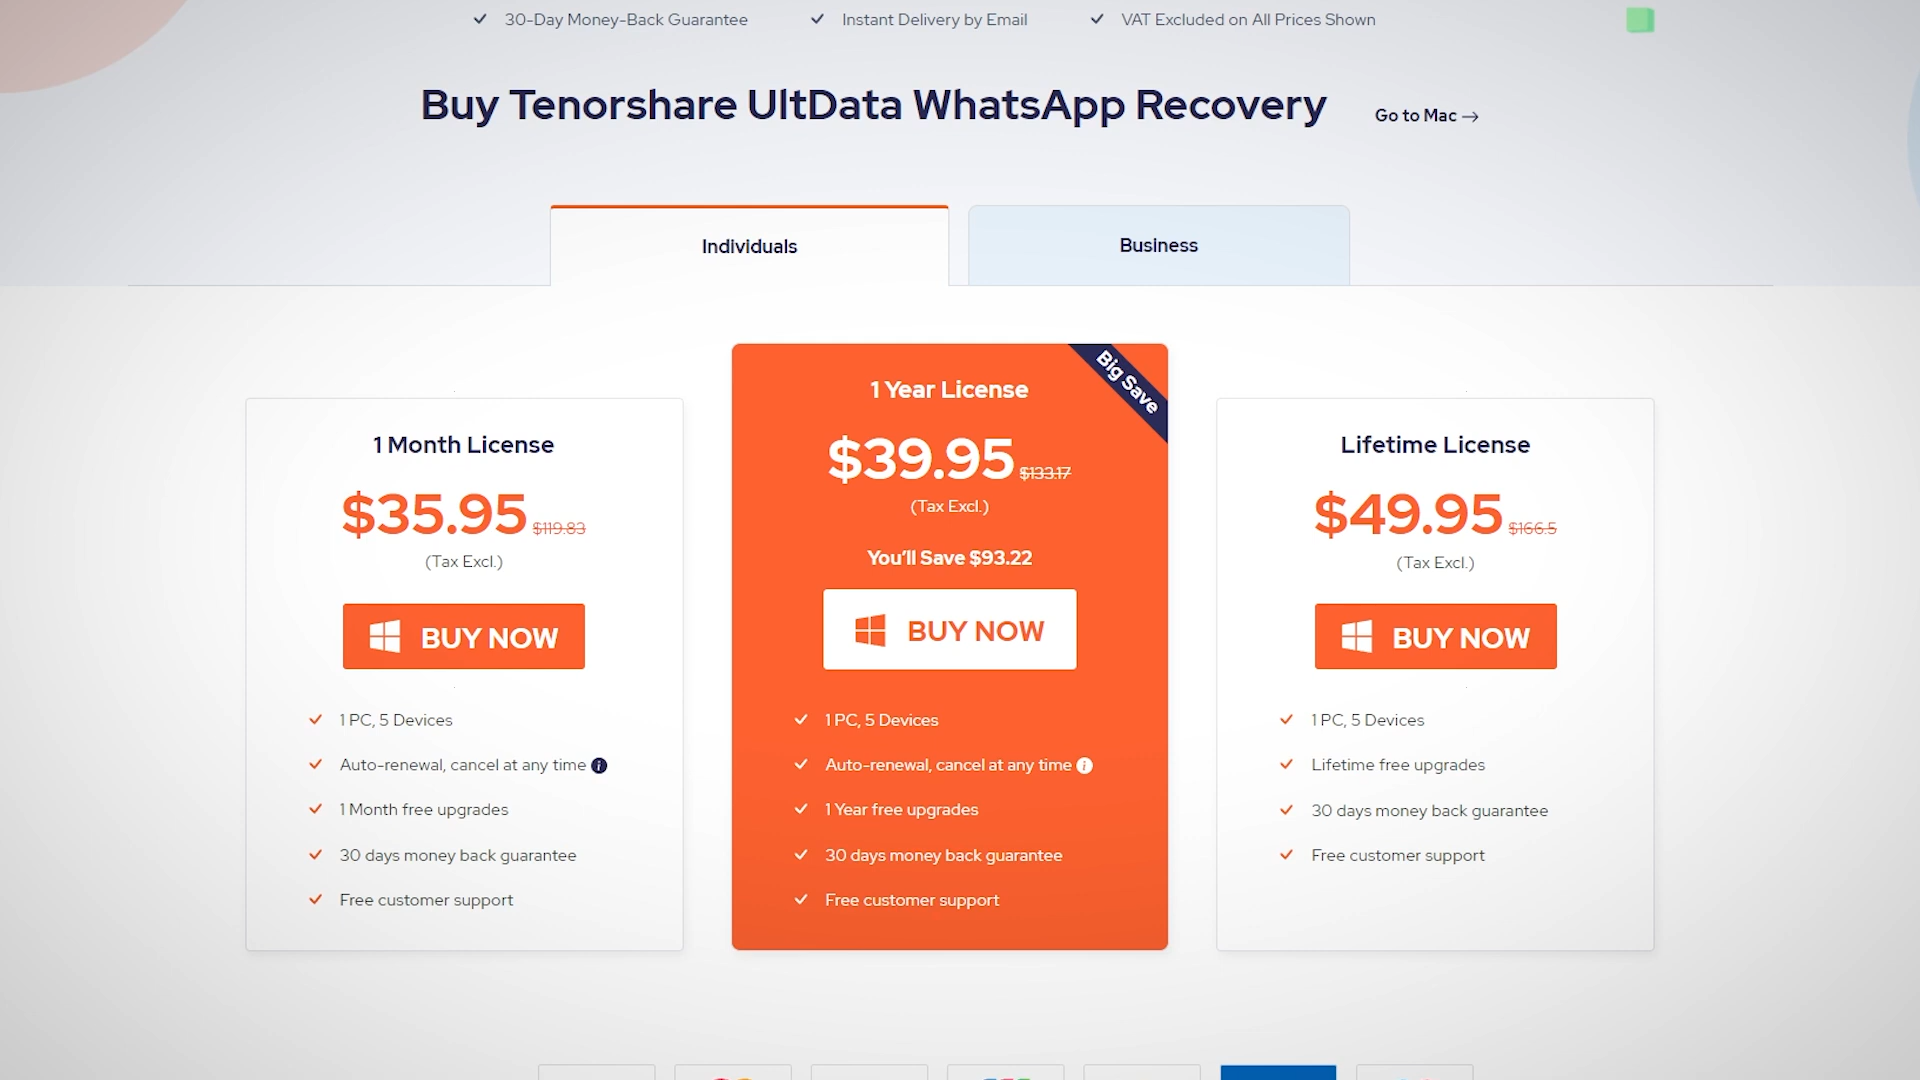 30-Day Money-Back Guarantee
Instant Delivery by Email
VAT Excluded on All Prices Shown
Buy Tenorshare UltData WhatsApp Recovery
Go to Mac →
Individuals
Business
1 Month License
$35.95 $119.83
(Tax Excl.)
BUY NOW
1 PC, 5 Devices
Auto-renewal, cancel at any time i
1 Month free upgrades
30 days money back guarantee
Free customer support
Big Save
1 Year License
$39.95 $133.17
(Tax Excl.)
You'll Save $93.22
BUY NOW
1 PC, 5 Devices
Auto-renewal, cancel at any time i
1 Year free upgrades
30 days money back guarantee
Free customer support
Lifetime License
$49.95 $166.5
(Tax Excl.)
BUY NOW
1 PC, 5 Devices
Lifetime free upgrades
30 days money back guarantee
Free customer support